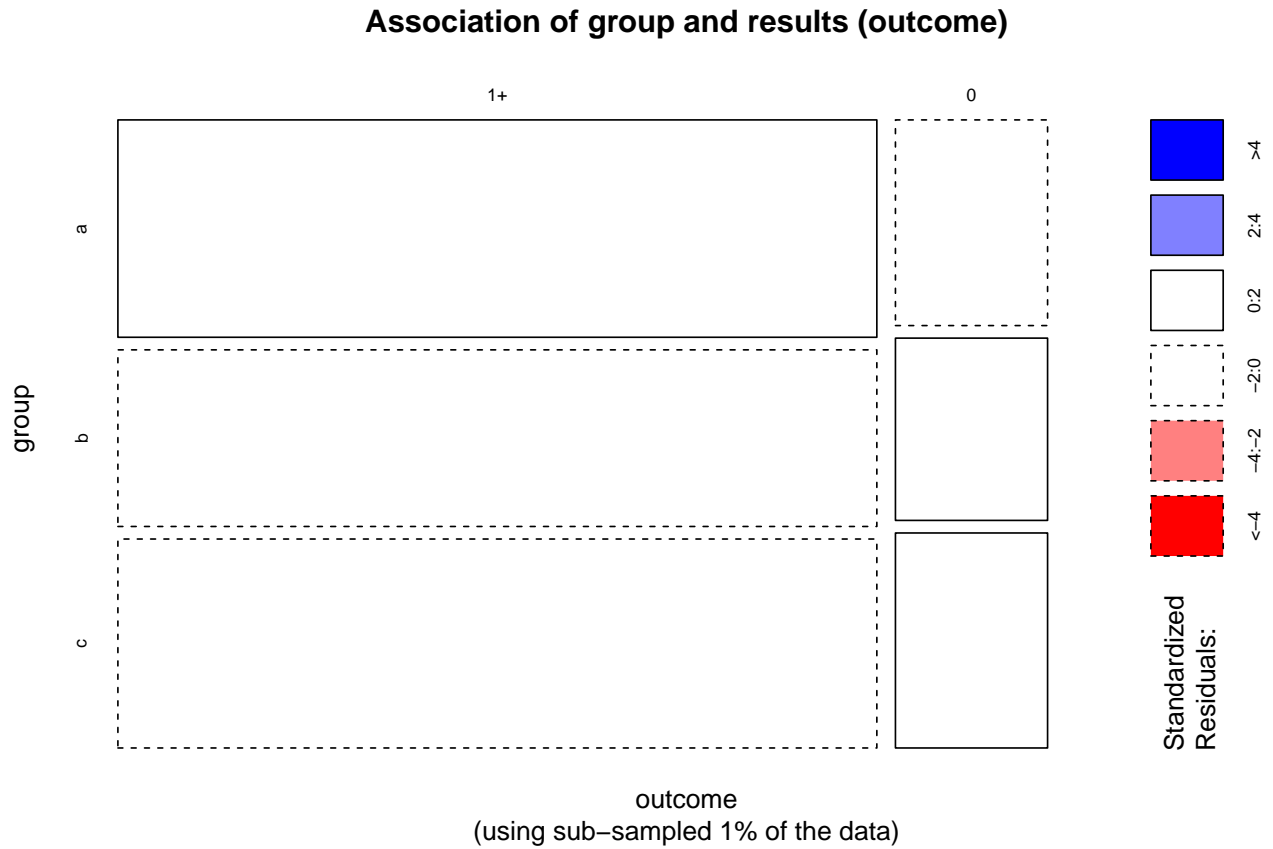 Association of group and results (outcome)
1+ 0
a
b
c
group
outcome
(using sub−sampled 1% of the data)
>4
2:4
0:2
−2:0
−4:−2
<−4
Standardized
Residuals: